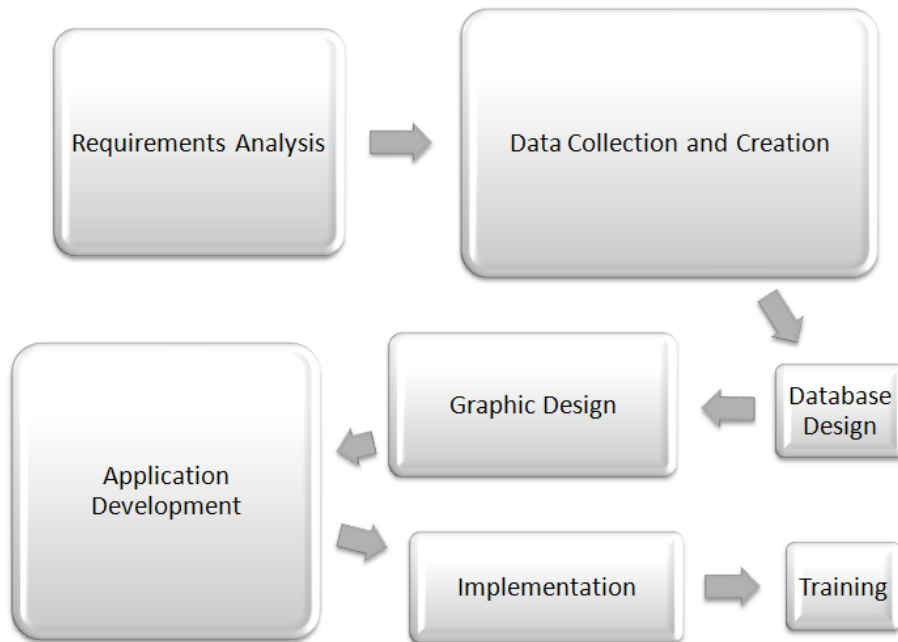 Requirements Analysis
Data Collection and Creation
Database
Design
Graphic Design
Application
Development
Implementation
Training